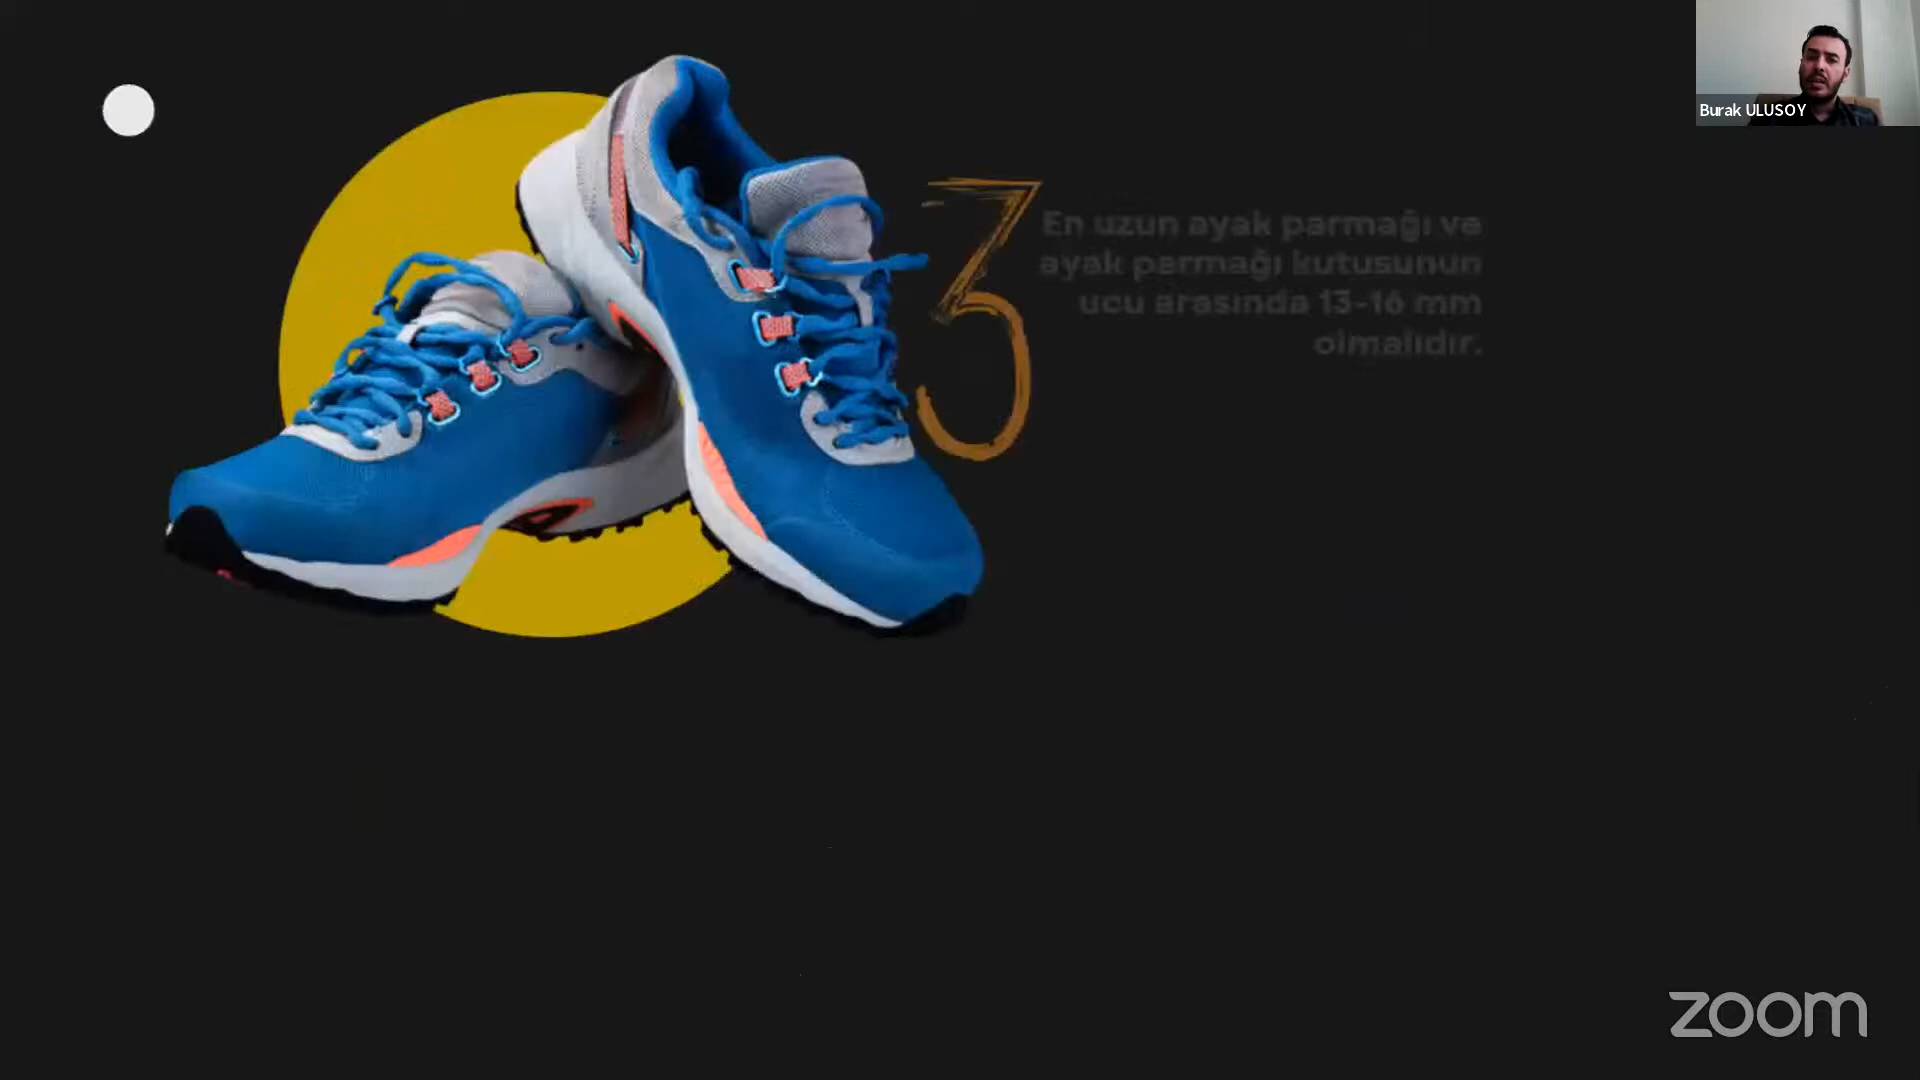 Burak ULUSOY
3
En uzun ayak parmağı ve
ayak parmağı kutusunun
ucu arasında 13-16 mm
olmalıdır.
zoom